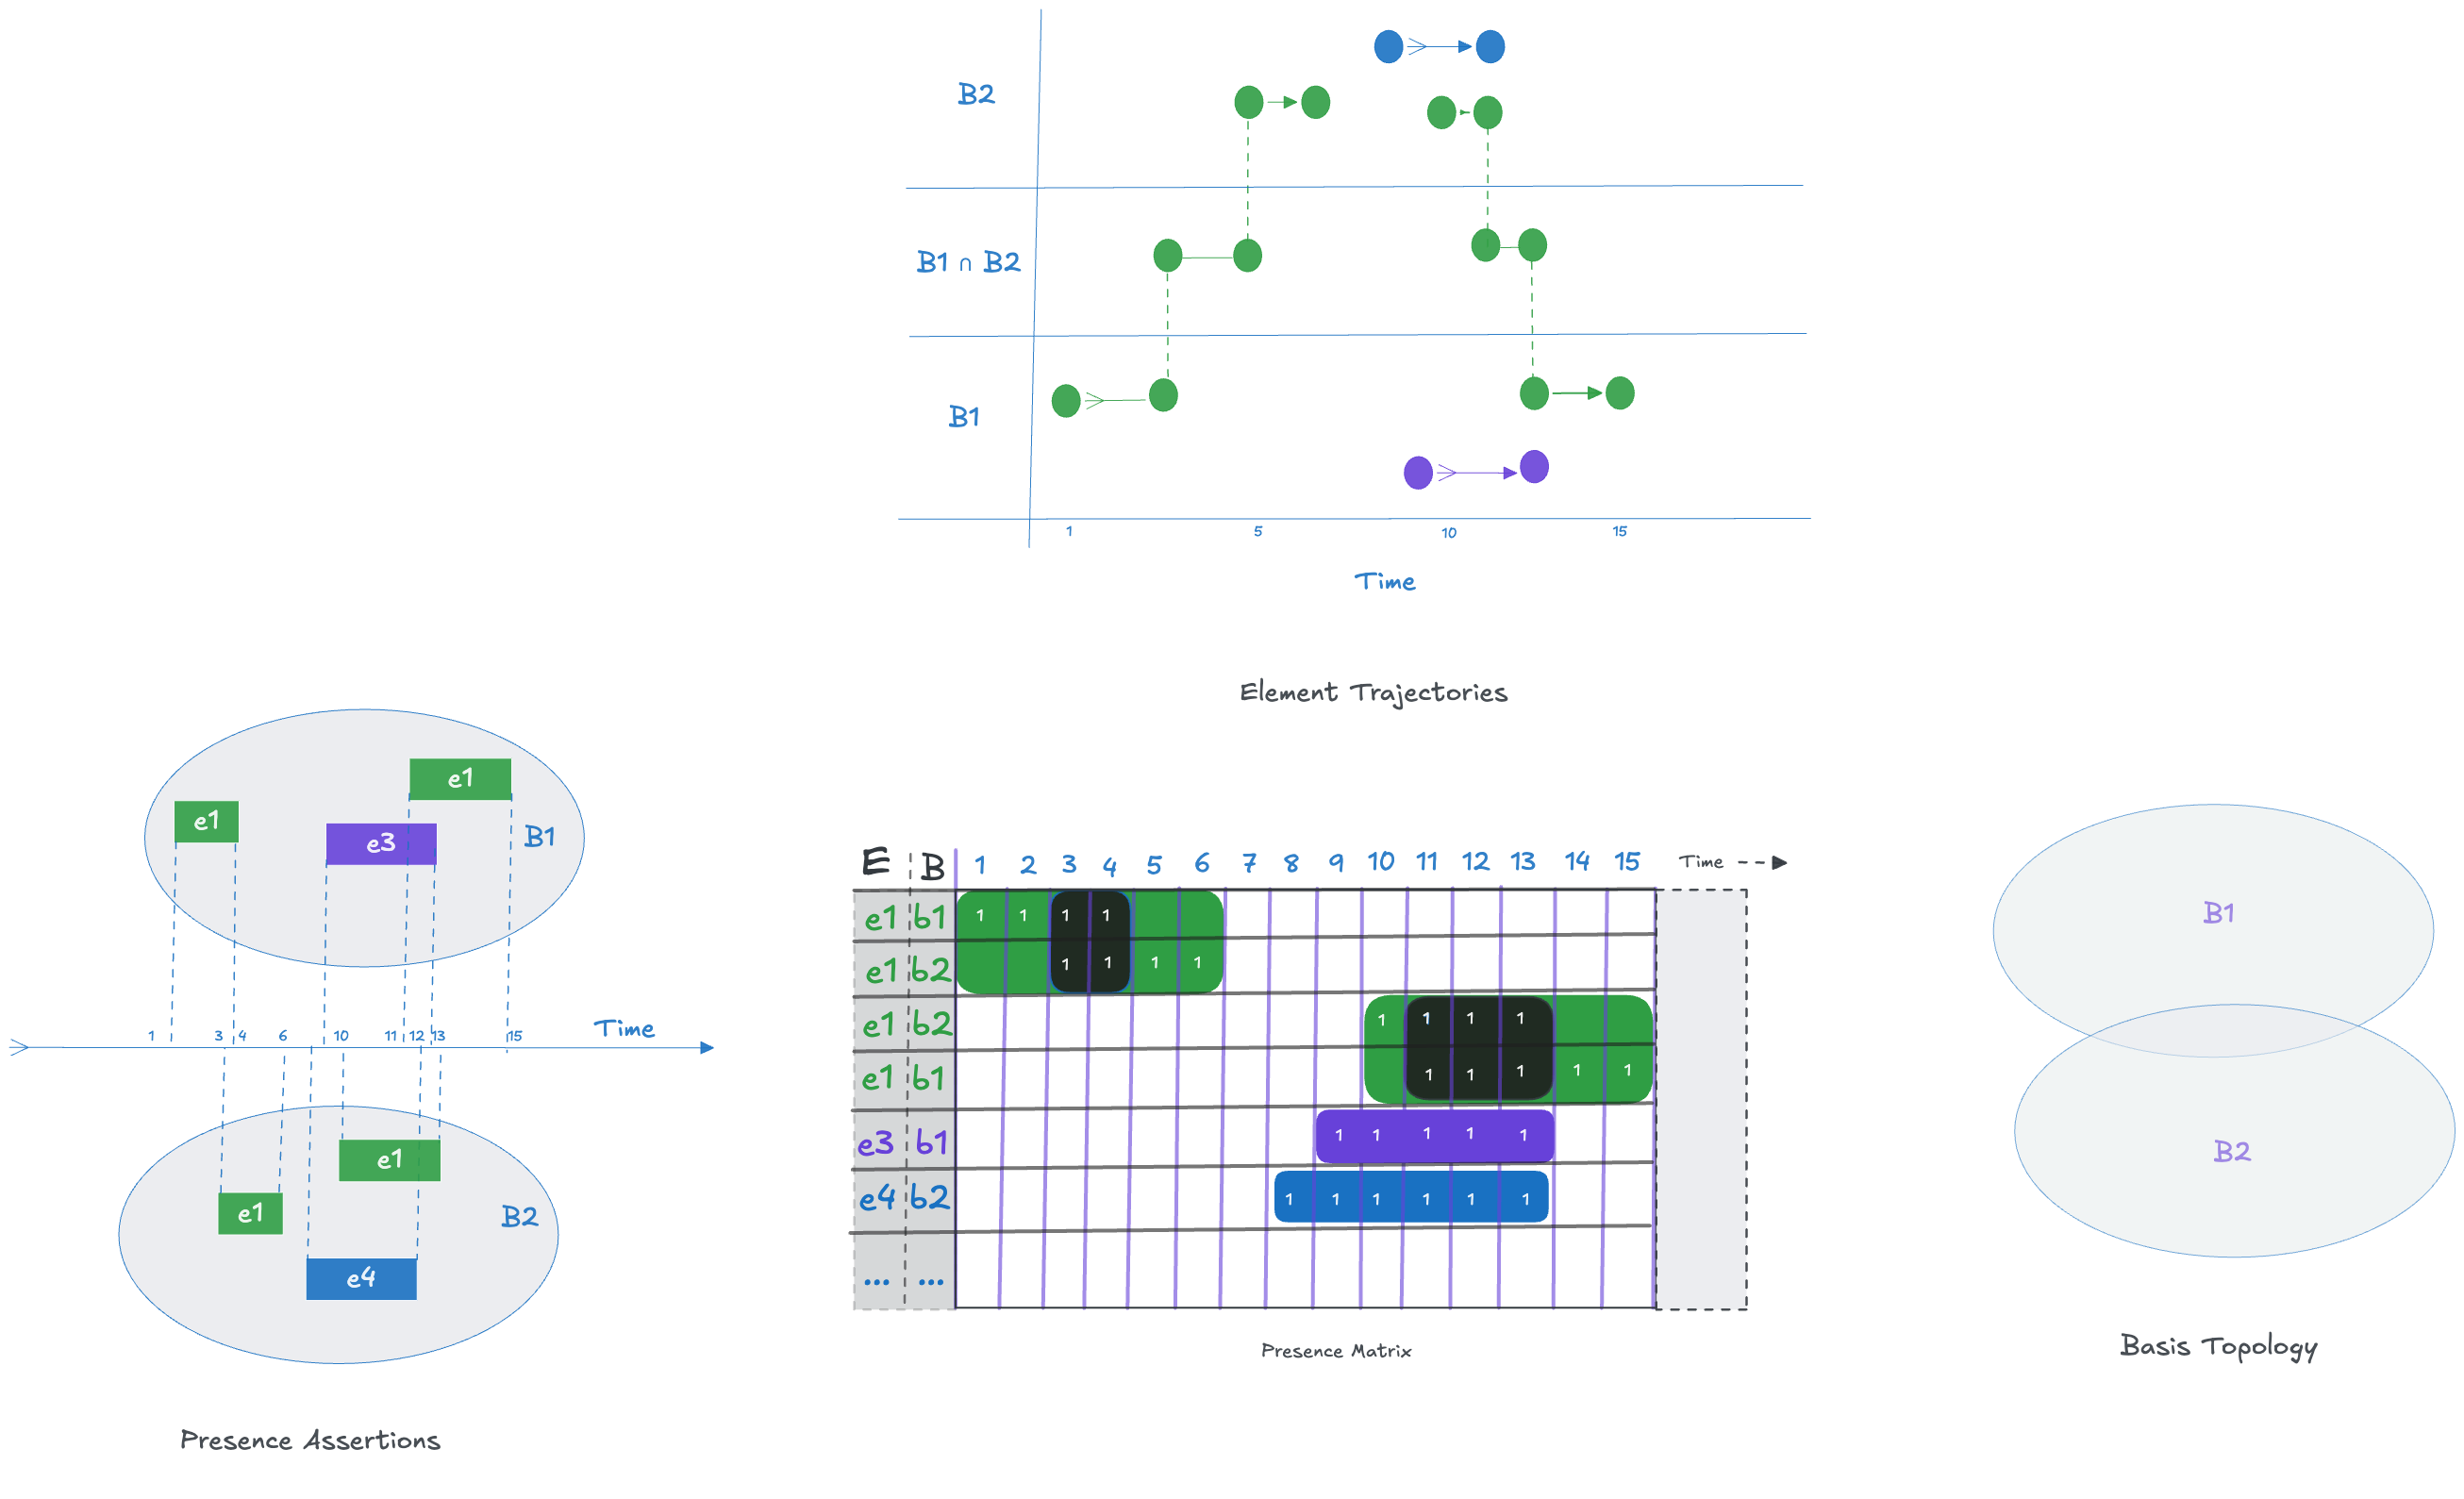 B2
B1 ∩ B2
B1
1 5 10 15
Time
Element Trajectories
e1
e1
e3
B1
1 3 4 6 10 11 12 13 15 Time
e1
e1
B2
e4
Presence Assertions
E B 1 2 3 4 5 6 7 8 9 10 11 12 13 14 15 Time
e1 b1 1 1 1 1
e1 b2 1 1 1 1
e1 b2 1 1 1 1
e1 b1 1 1 1 1 1
e3 b1 1 1 1 1 1
e4 b2 1 1 1 1 1 1
... ...
Presence Matrix
B1
B2
Basis Topology